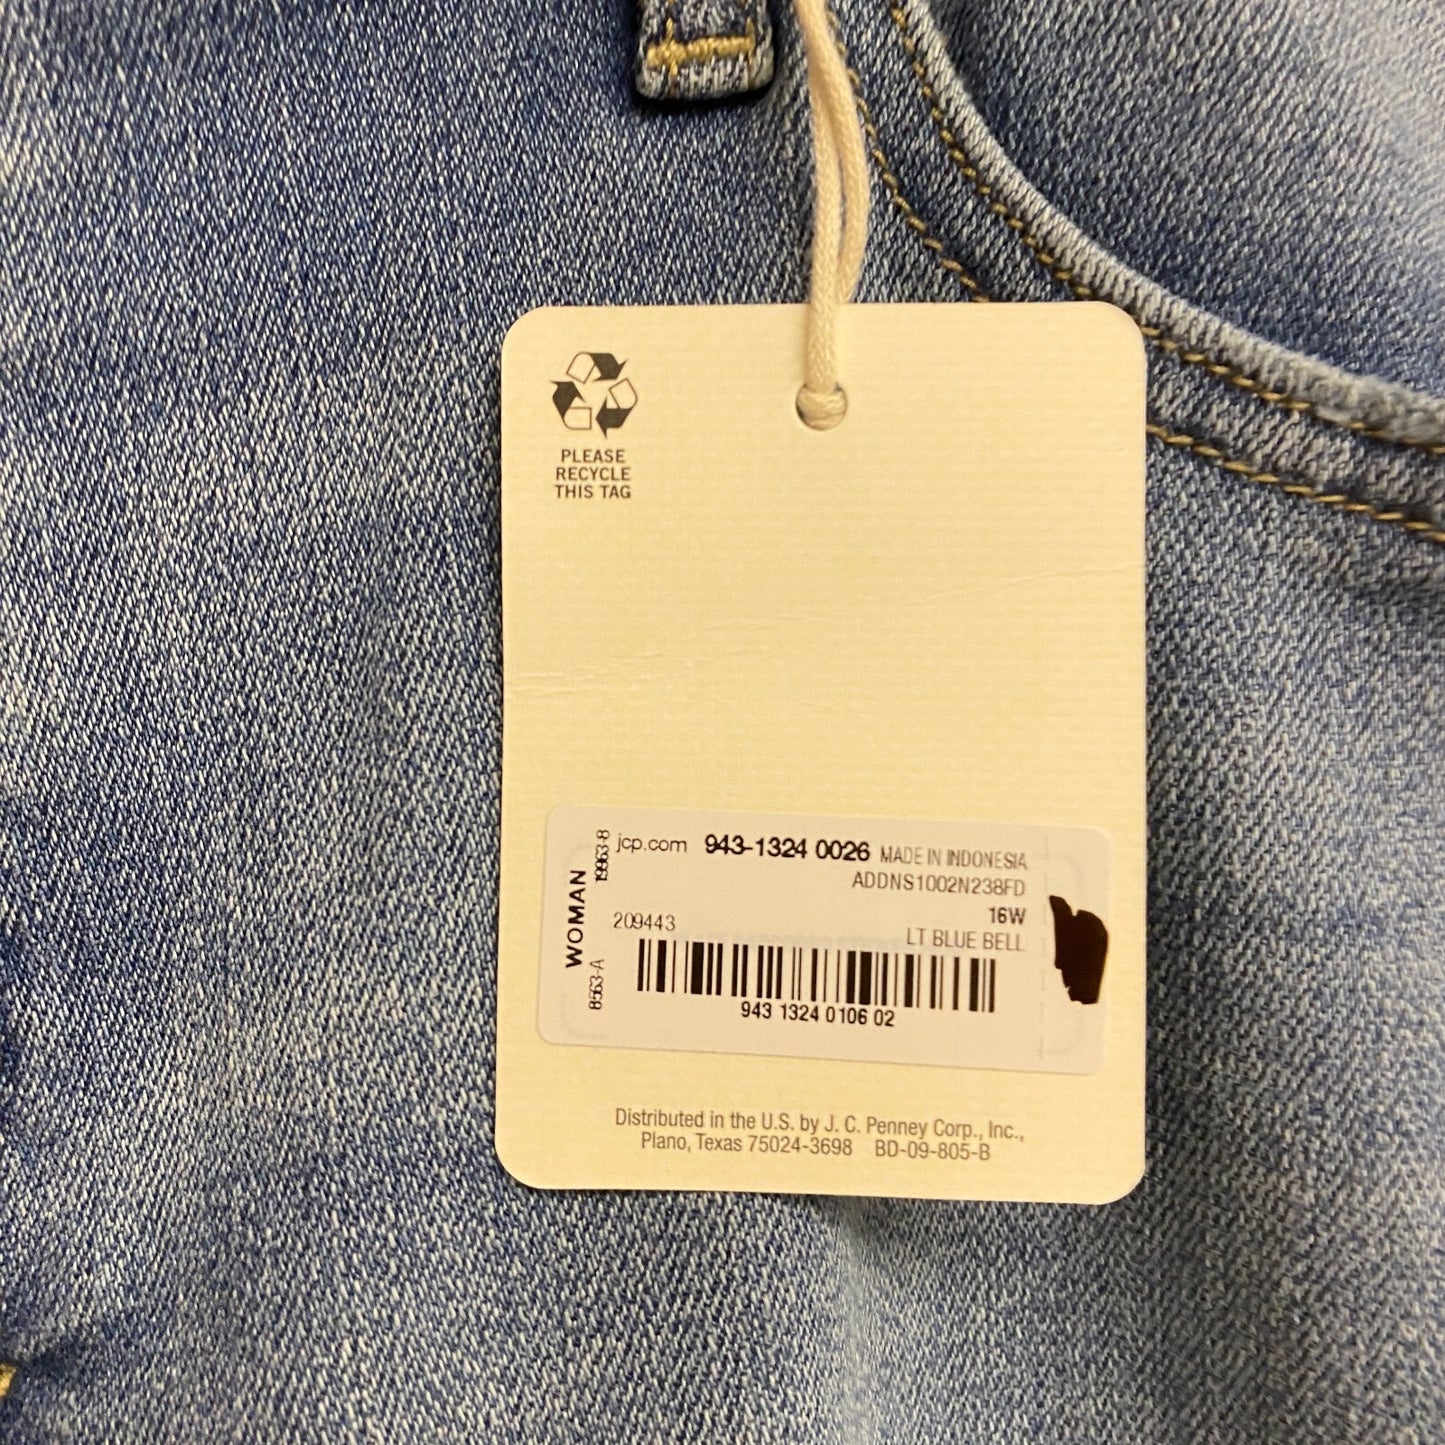 PLEASE
RECYCLE
THIS TAG
WOMAN
19963-8
8563-A
jcp.com 943-1324 0026 MADE IN INDONESIA
ADDNS1002N238FD
16W
209443
LT BLUE BELL
943 1324 0106 02
Distributed in the U.S. by J. C. Penney Corp., Inc.,
Plano, Texas 75024-3698 BD-09-805-B